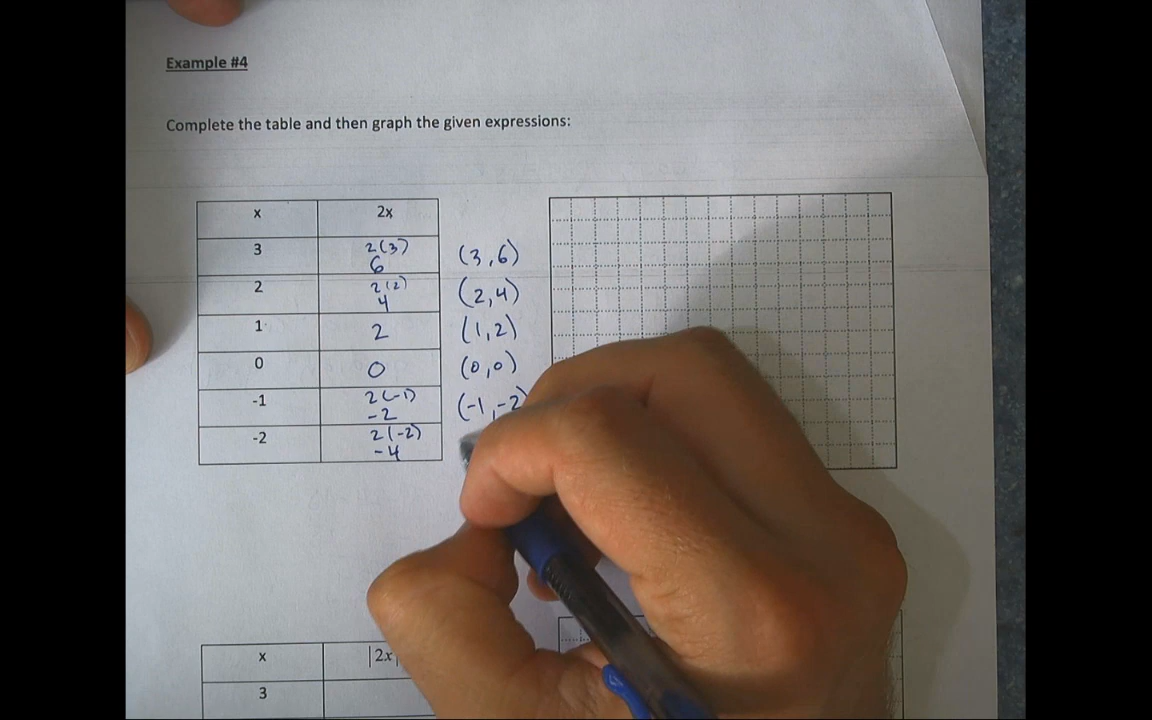 Example #4
Complete the table and then graph the given expressions:
x 2x
3 2(3) 6 (3,6)
2 2(2) 4 (2,4)
1 2 (1,2)
0 0 (0,0)
-1 2(-1) -2 (-1,-2)
-2 2(-2) -4
x |2x|
3